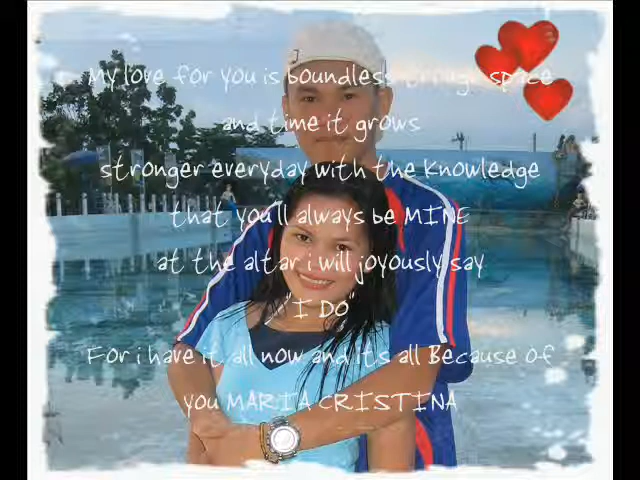 My love for you is boundless through space
and time it grows
stronger everyday with the Knowledge
that you'll always be MINE
at the altar i will joyously say
"I DO"
For i have it all now and it's all Because of
you MARIA CRISTINA